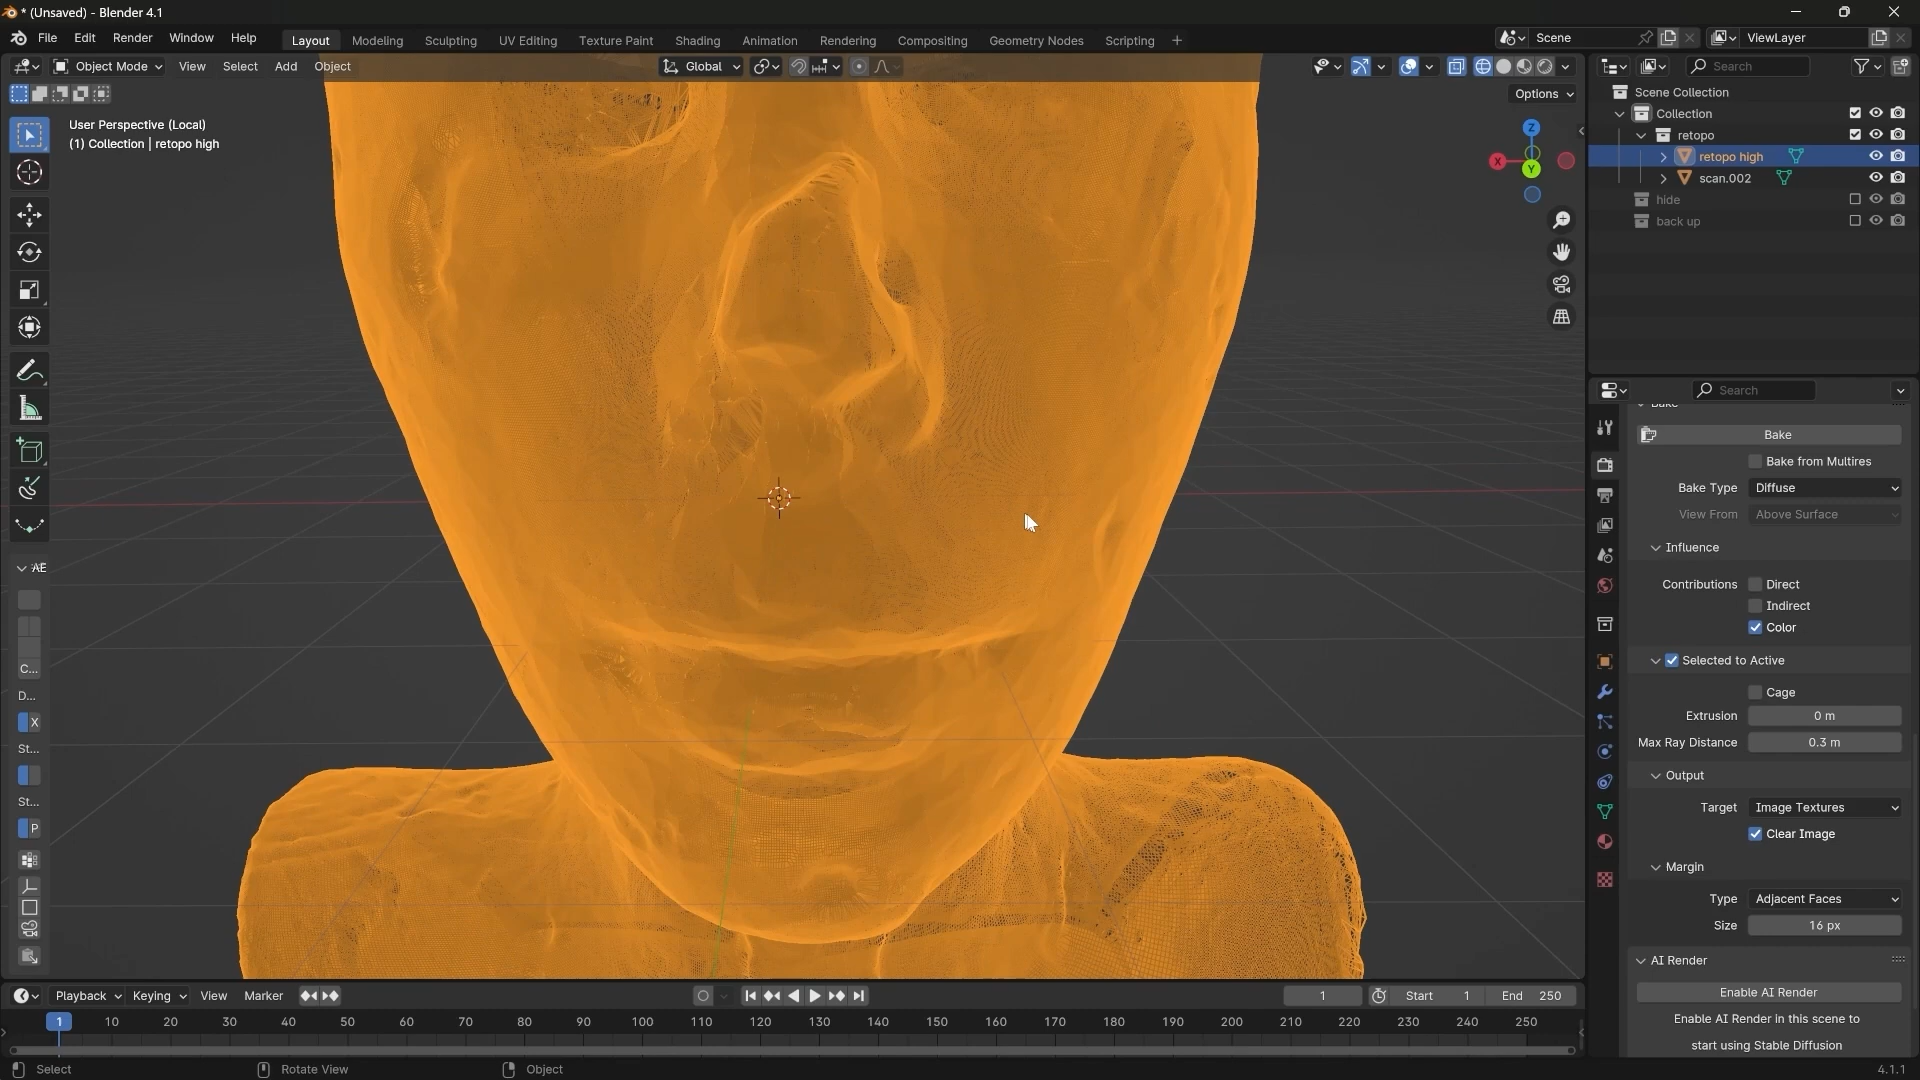 * (Unsaved) - Blender 4.1
File Edit Render Window Help
Layout Modeling Sculpting UV Editing Texture Paint Shading Animation Rendering Compositing Geometry Nodes Scripting +
Scene
ViewLayer
Object Mode View Select Add Object
Global
Search
Options
User Perspective (Local)
(1) Collection | retopo high
Z
X
Y
Scene Collection
Collection
retopo
retopo high
scan.002
hide
back up
Search
Bake
Bake
Bake from Multires
Bake Type Diffuse
View From Above Surface
Influence
Contributions Direct
Indirect
Color
Selected to Active
Cage
Extrusion 0 m
Max Ray Distance 0.3 m
Output
Target Image Textures
Clear Image
Margin
Type Adjacent Faces
Size 16 px
AI Render
Enable AI Render
Enable AI Render in this scene to
start using Stable Diffusion
AE
C...
D...
X
St...
St...
P
Playback Keying View Marker
1 Start 1 End 250
1 10 20 30 40 50 60 70 80 90 100 110 120 130 140 150 160 170 180 190 200 210 220 230 240 250
Select Rotate View Object
4.1.1